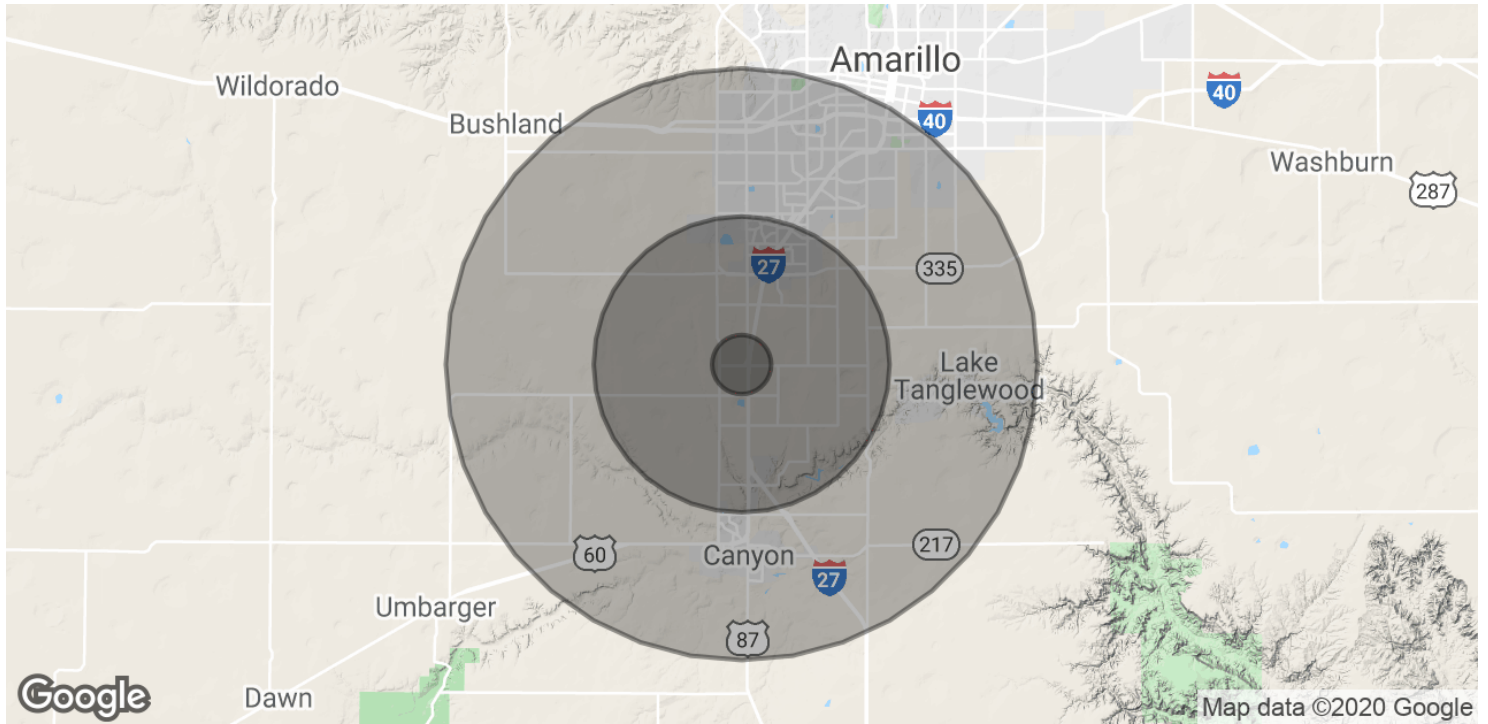 Amarillo
Wildorado
40
Bushland
40
Washburn
287
27
335
Lake
Tanglewood
60
Canyon
217
27
Umbarger
87
Dawn
Google
Map data ©2020 Google